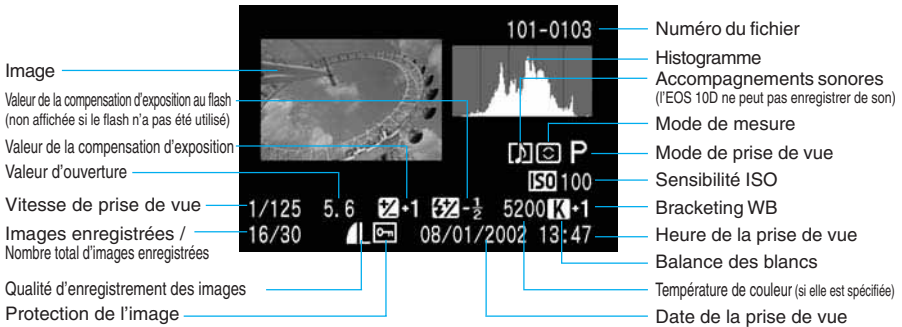 Image
Valeur de la compensation d'exposition au flash
(non affichée si le flash n'a pas été utilisé)
Valeur de la compensation d'exposition
Valeur d'ouverture
Vitesse de prise de vue
Images enregistrées /
Nombre total d'images enregistrées
Qualité d'enregistrement des images
Protection de l'image
101-0103
P
ISO 100
1/125 5.6 +1 -½ 5200 K +1
16/30 L 08/01/2002 13:47
Numéro du fichier
Histogramme
Accompagnements sonores
(l'EOS 10D ne peut pas enregistrer de son)
Mode de mesure
Mode de prise de vue
Sensibilité ISO
Bracketing WB
Heure de la prise de vue
Balance des blancs
Température de couleur (si elle est spécifiée)
Date de la prise de vue